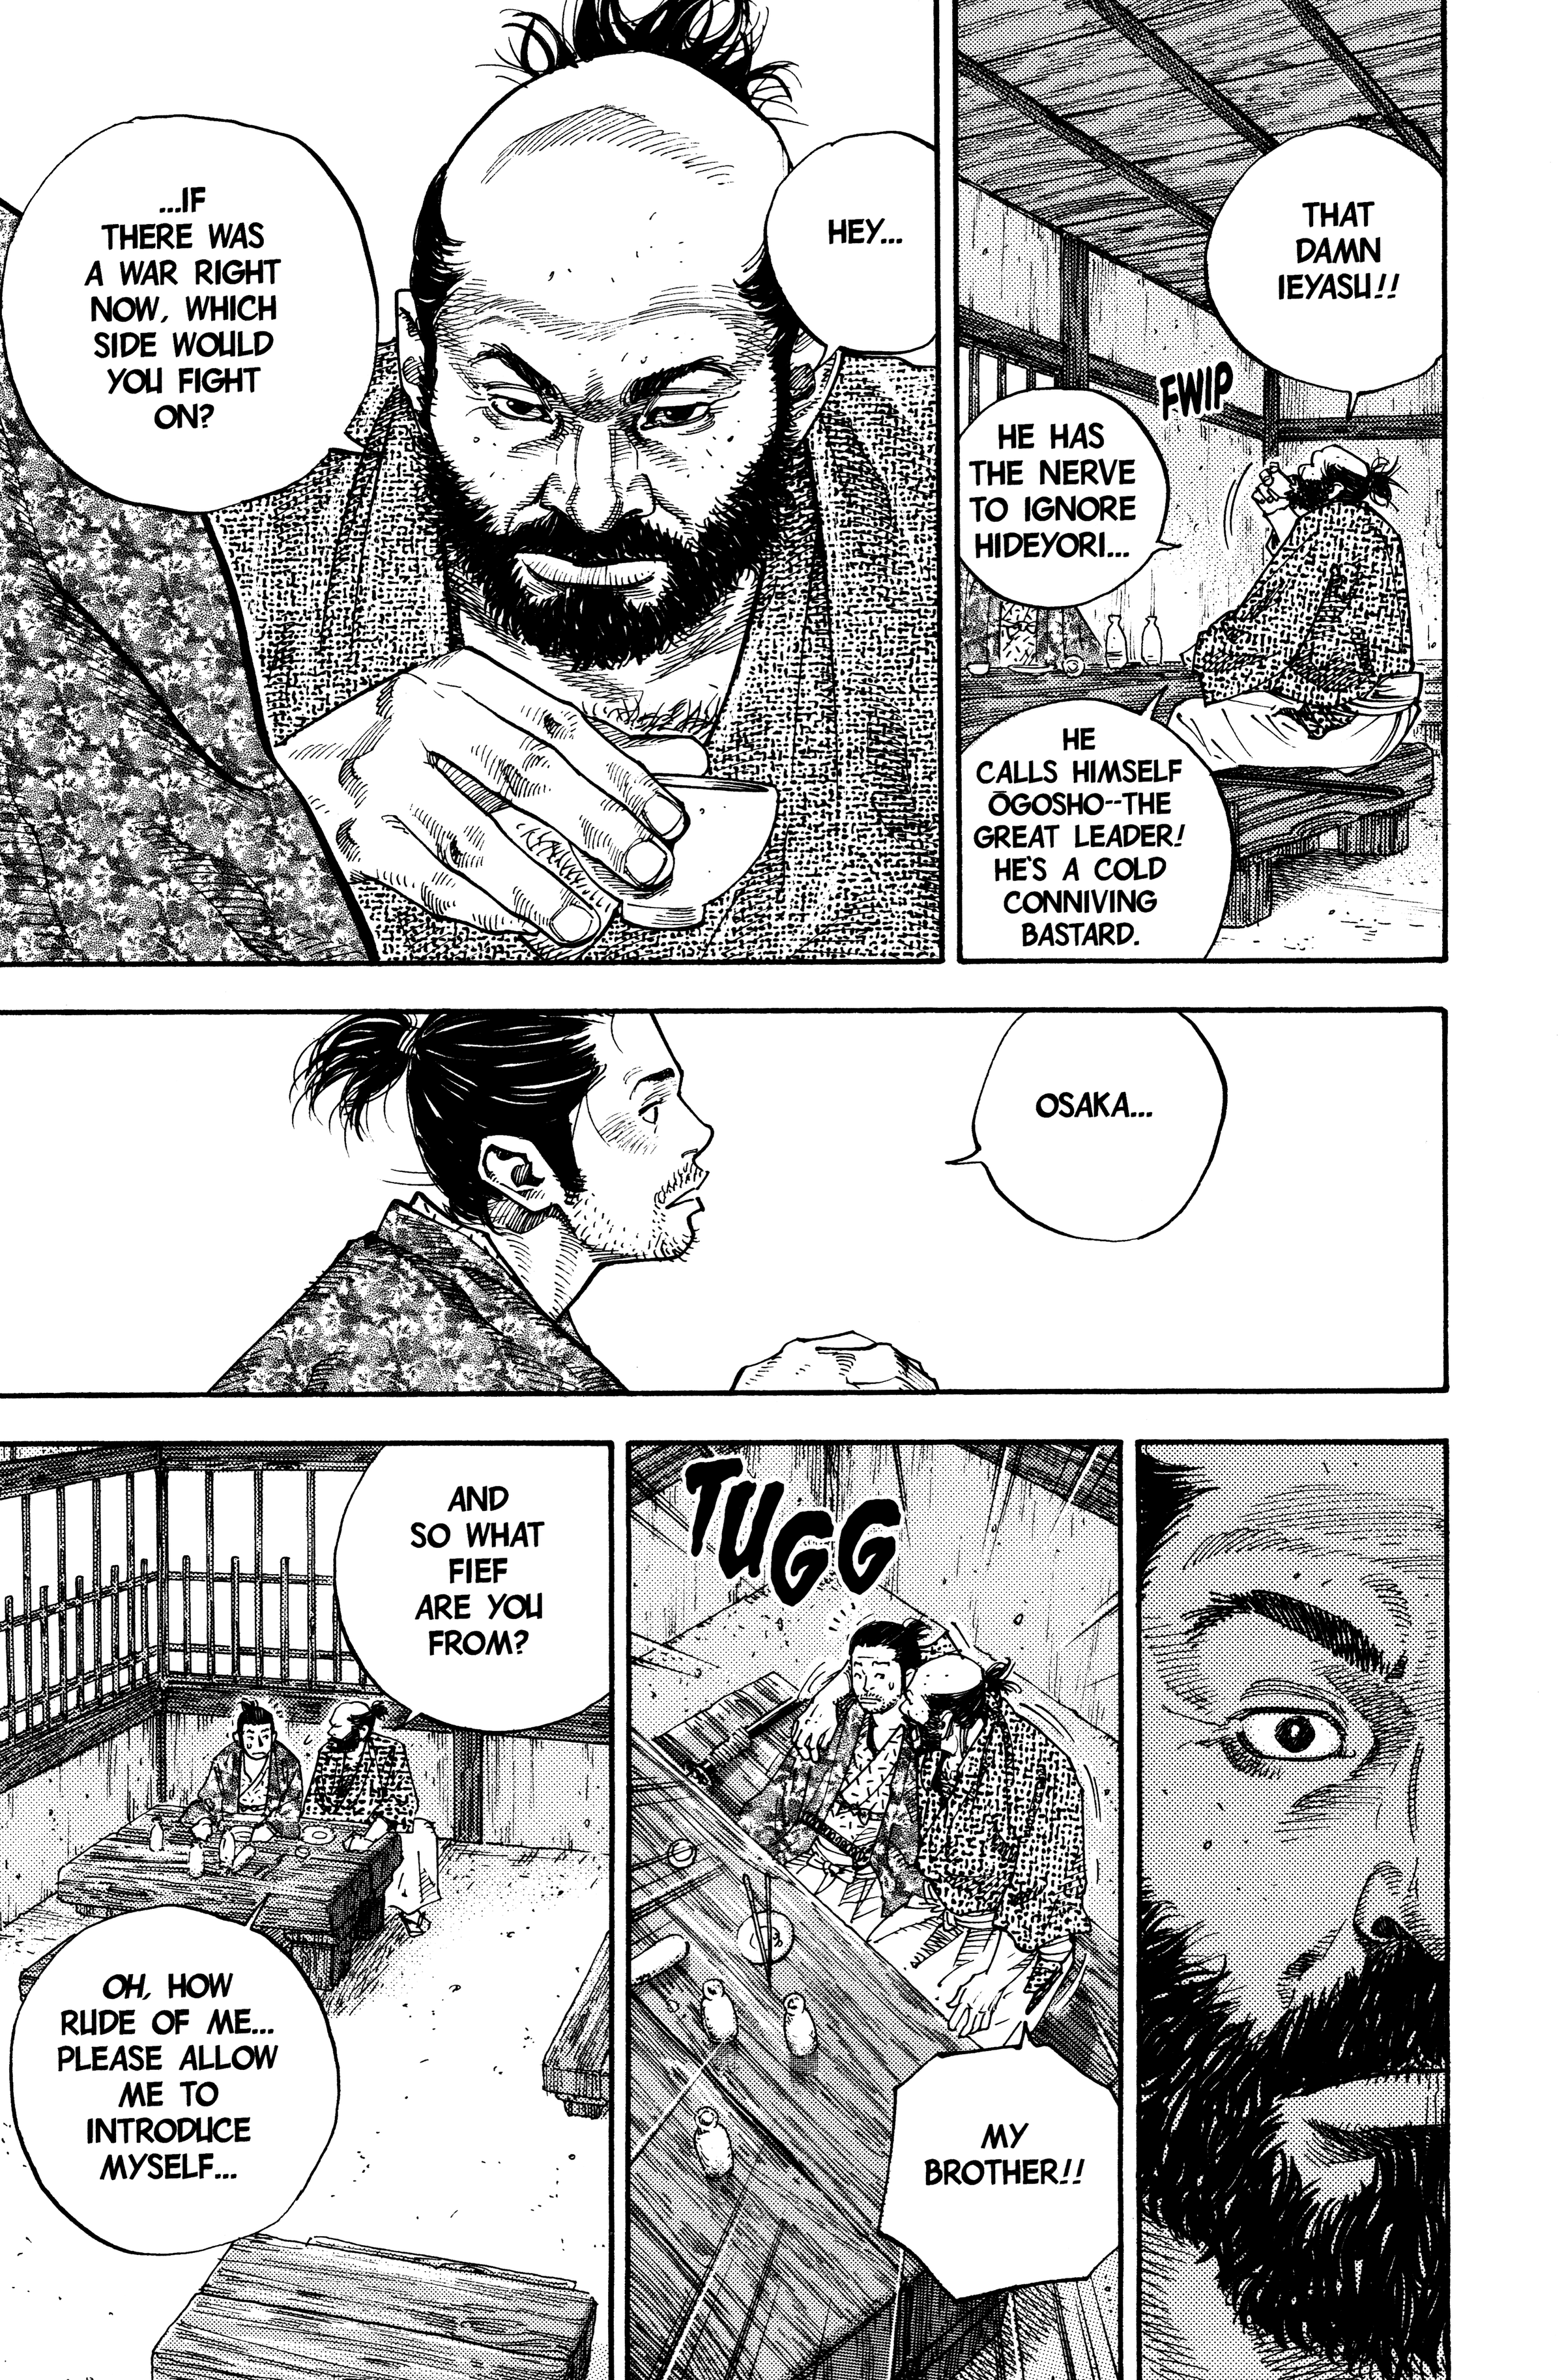 THAT
DAMN
IEYASU!!
FWIP
HE HAS
THE NERVE
TO IGNORE
HIDEYORI...
HE
CALLS HIMSELF
ŌGOSHO--THE
GREAT LEADER!
HE'S A COLD
CONNIVING
BASTARD.
HEY...
...IF
THERE WAS
A WAR RIGHT
NOW, WHICH
SIDE WOULD
YOU FIGHT
ON?
OSAKA...
TUGG
MY
BROTHER!!
AND
SO WHAT
FIEF
ARE YOU
FROM?
OH, HOW
RUDE OF ME...
PLEASE ALLOW
ME TO
INTRODUCE
MYSELF...